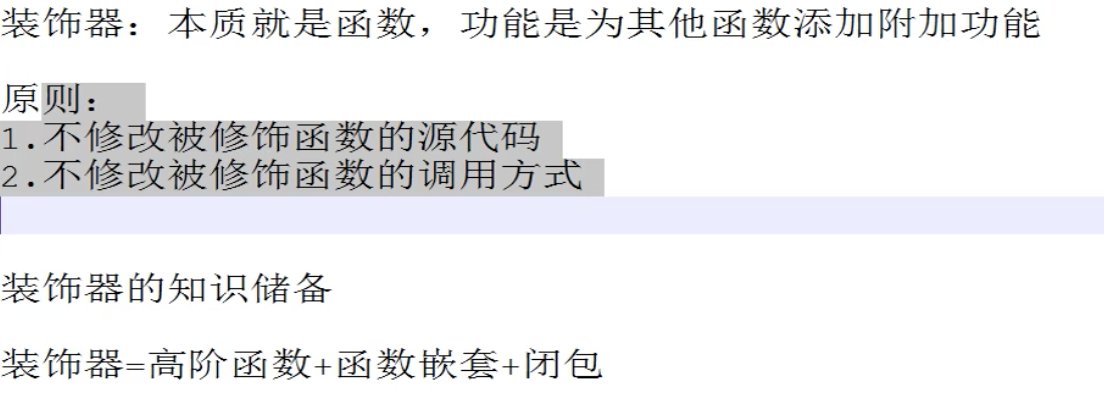 装饰器：本质就是函数，功能是为其他函数添加附加功能
原则：
1.不修改被修饰函数的源代码
2.不修改被修饰函数的调用方式
装饰器的知识储备
装饰器=高阶函数+函数嵌套+闭包